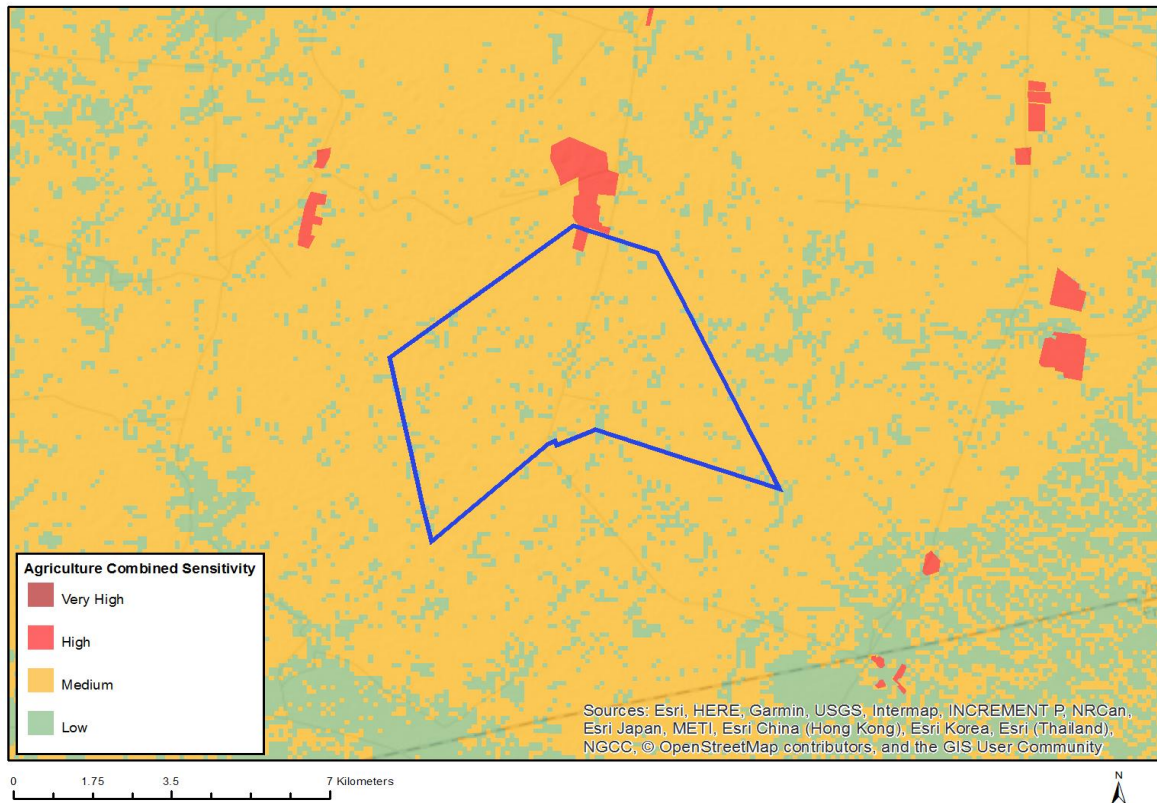 Agriculture Combined Sensitivity
Very High
High
Medium
Low
Sources: Esri, HERE, Garmin, USGS, Intermap, INCREMENT P, NRCan,
Esri Japan, METI, Esri China (Hong Kong), Esri Korea, Esri (Thailand),
NGCC, © OpenStreetMap contributors, and the GIS User Community
0 1.75 3.5 7 Kilometers
N